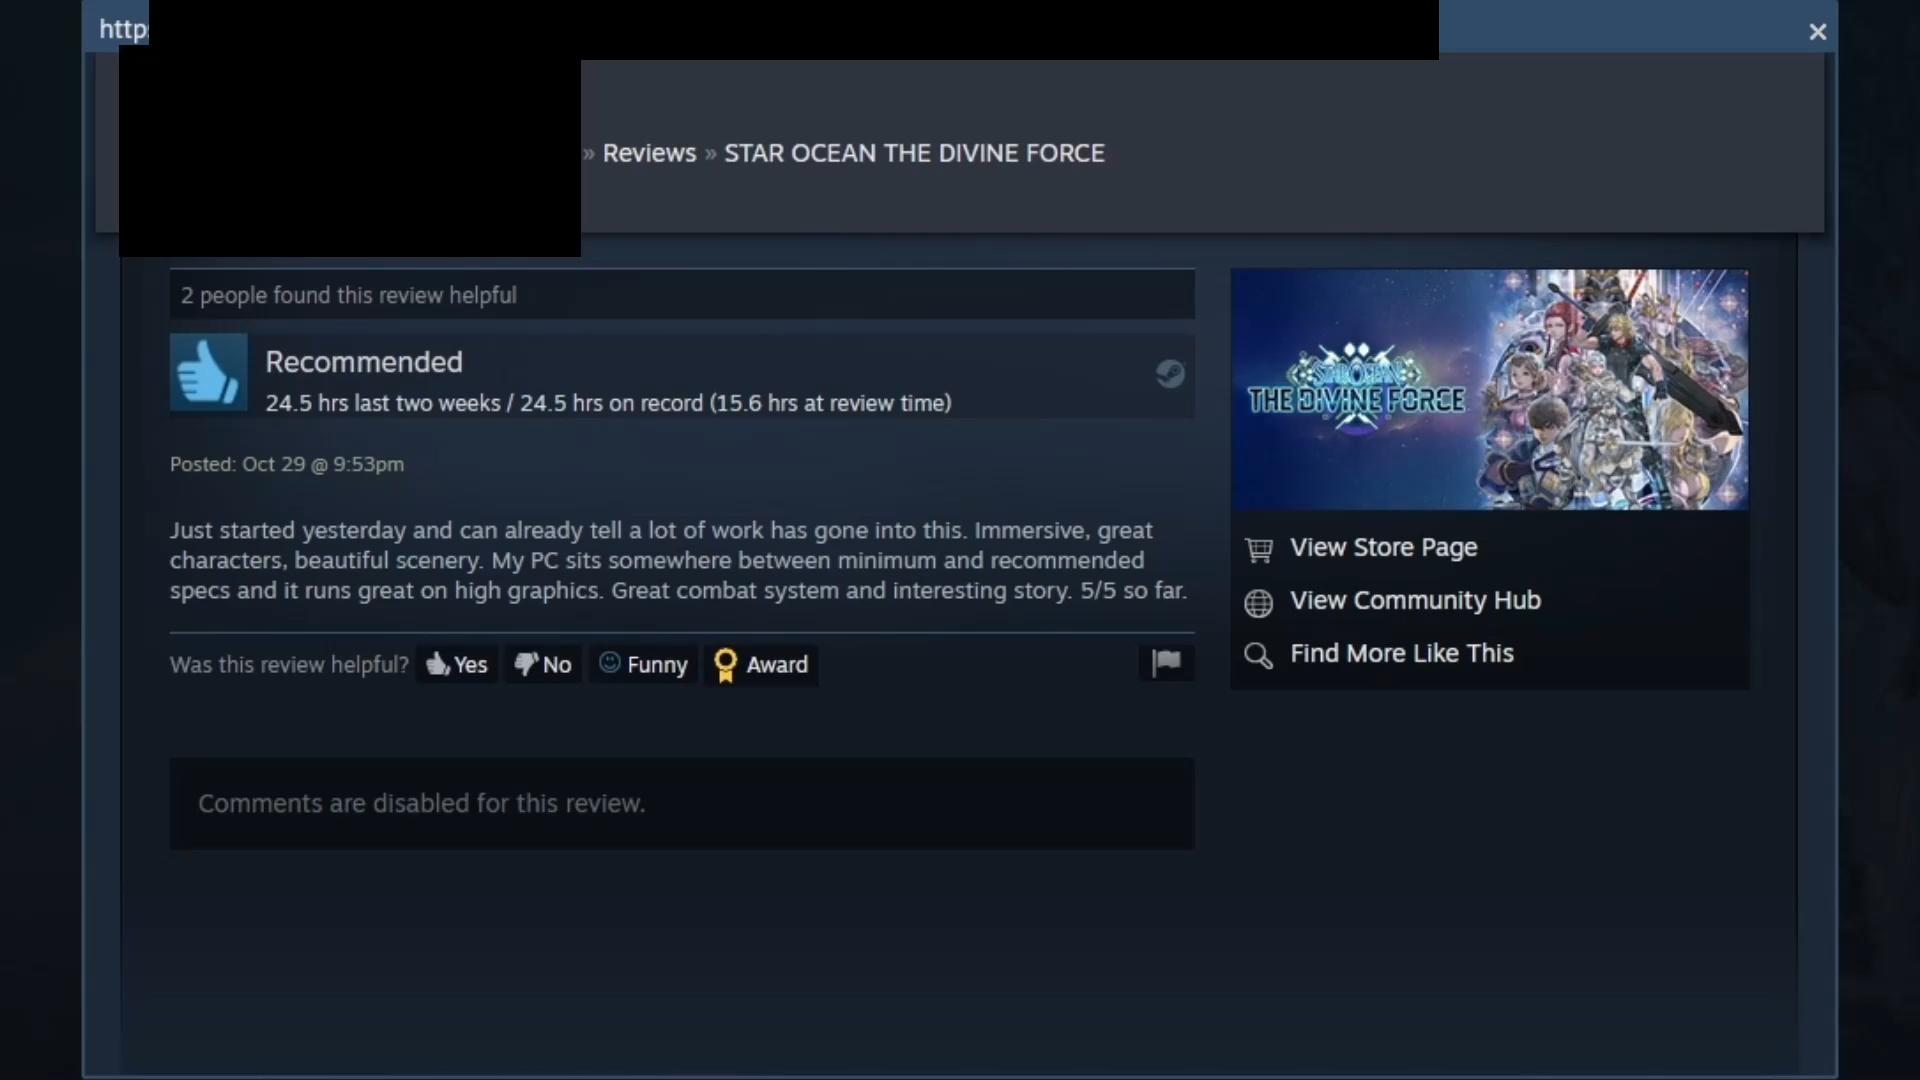 http
» Reviews » STAR OCEAN THE DIVINE FORCE
2 people found this review helpful
Recommended
24.5 hrs last two weeks / 24.5 hrs on record (15.6 hrs at review time)
Posted: Oct 29 @ 9:53pm
Just started yesterday and can already tell a lot of work has gone into this. Immersive, great
characters, beautiful scenery. My PC sits somewhere between minimum and recommended
specs and it runs great on high graphics. Great combat system and interesting story. 5/5 so far.
Was this review helpful? Yes No Funny Award
Comments are disabled for this review.
STAR OCEAN
THE DIVINE FORCE
View Store Page
View Community Hub
Find More Like This